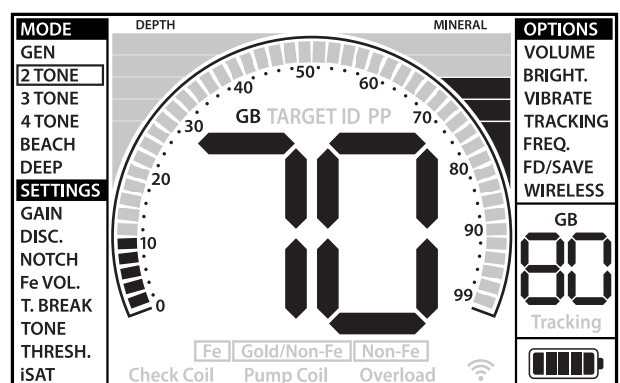 MODE
GEN
2 TONE
3 TONE
4 TONE
BEACH
DEEP
SETTINGS
GAIN
DISC.
NOTCH
Fe VOL.
T. BREAK
TONE
THRESH.
iSAT
DEPTH
MINERAL
0
10
20
30
40
50
60
70
80
90
99
GB TARGET ID PP
70
Fe Gold/Non-Fe Non-Fe
Check Coil Pump Coil Overload
OPTIONS
VOLUME
BRIGHT.
VIBRATE
TRACKING
FREQ.
FD/SAVE
WIRELESS
GB
80
Tracking